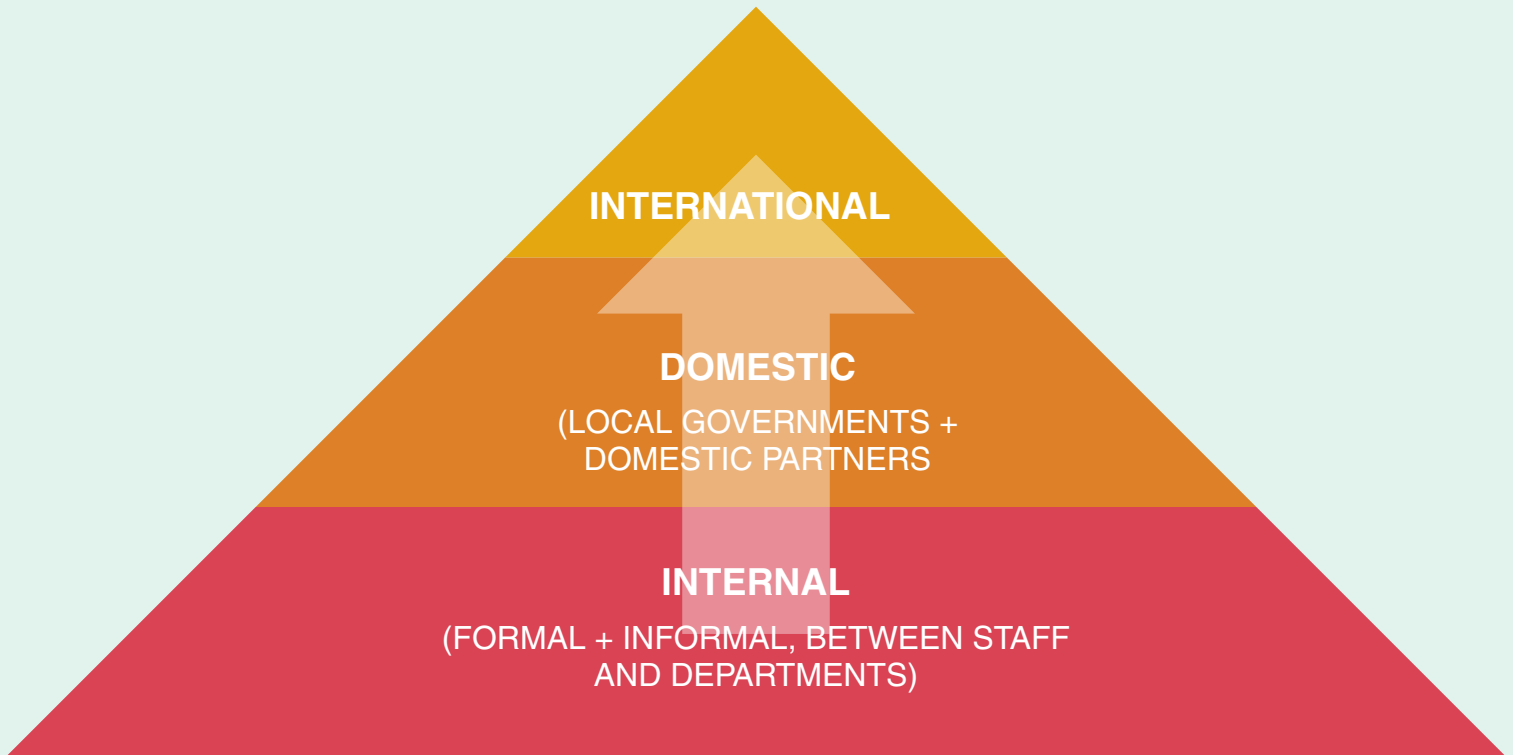 INTERNATIONAL
DOMESTIC
(LOCAL GOVERNMENTS +
DOMESTIC PARTNERS
INTERNAL
(FORMAL + INFORMAL, BETWEEN STAFF
AND DEPARTMENTS)